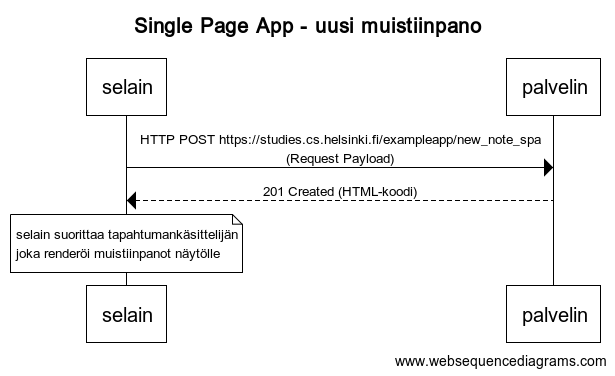 Single Page App - uusi muistiinpano
selain
palvelin
HTTP POST https://studies.cs.helsinki.fi/exampleapp/new_note_spa
(Request Payload)
201 Created (HTML-koodi)
selain suorittaa tapahtumankäsittelijän
joka renderöi muistiinpanot näytölle
selain
palvelin
www.websequencediagrams.com